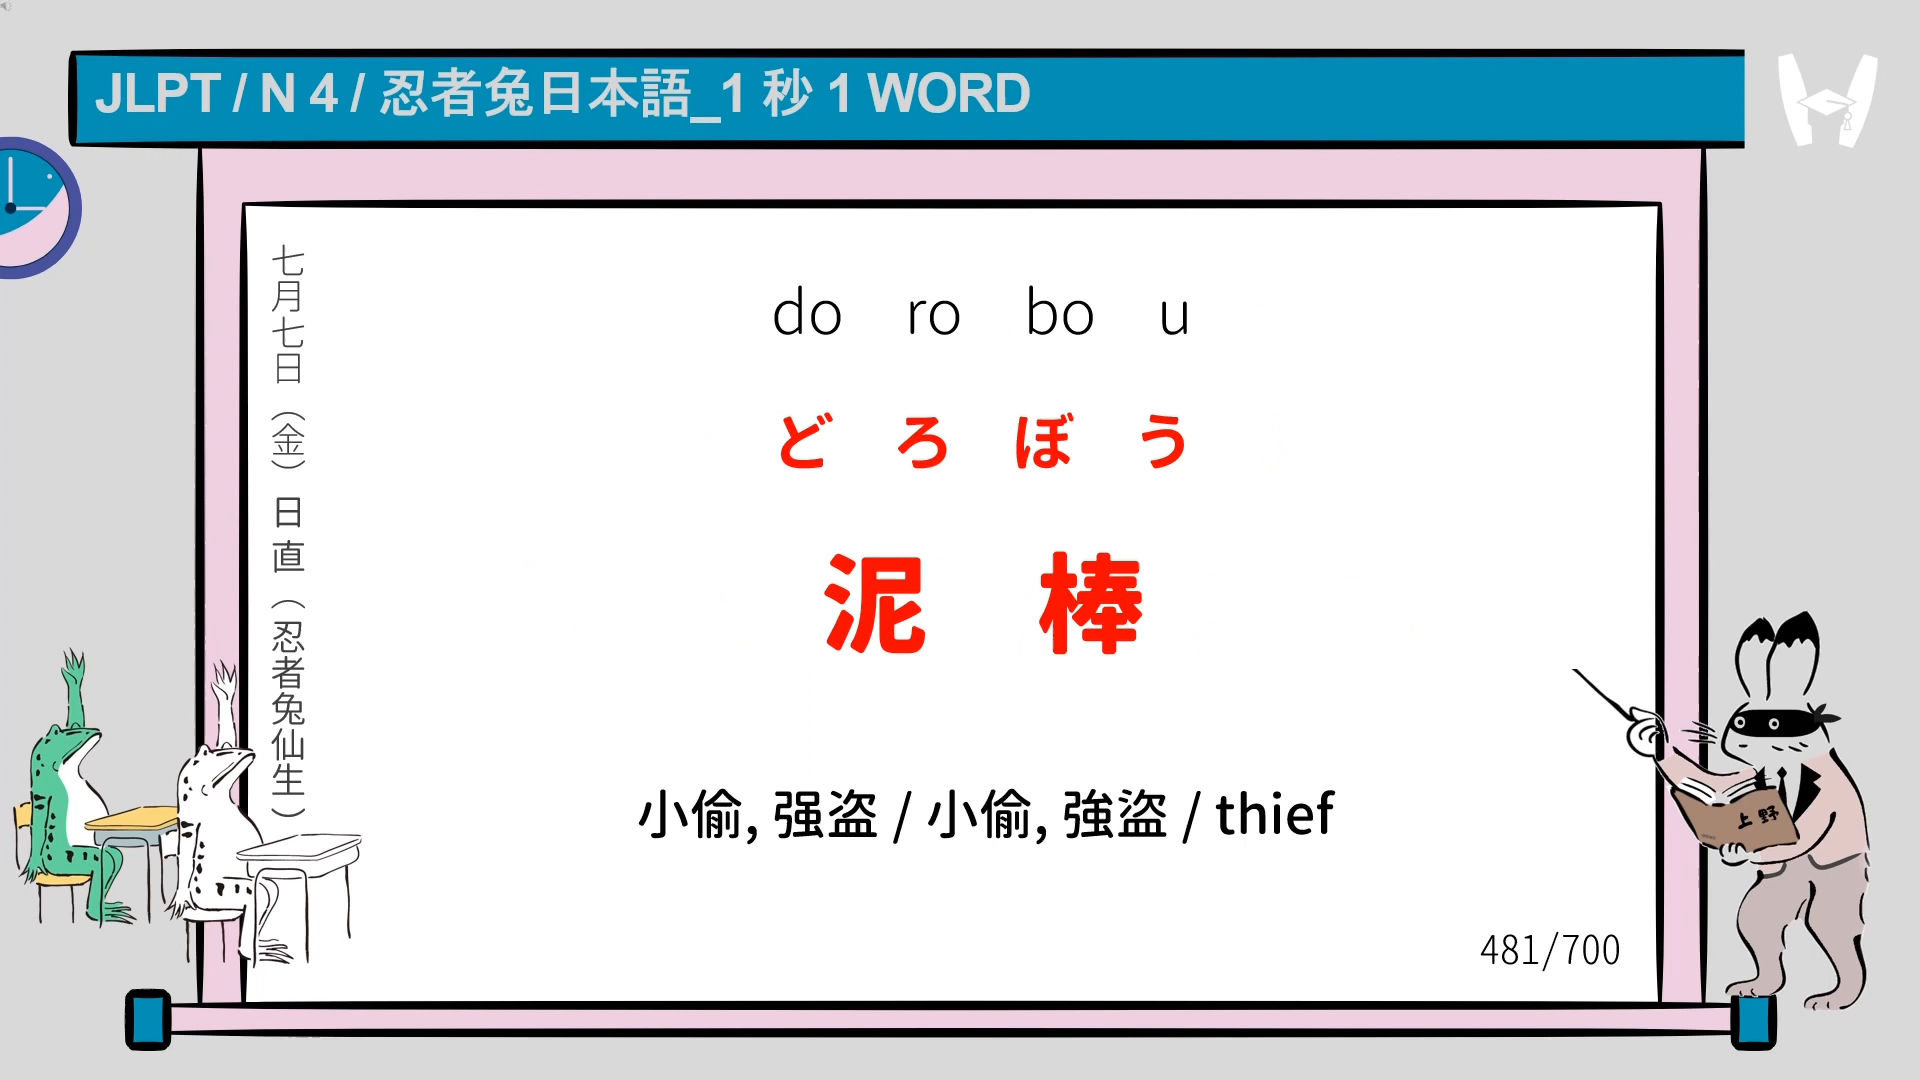 JLPT / N 4 / 忍者兔日本語_1 秒 1 WORD
七月七日（金）日直（忍者兔仙生）
do ro bo u
どろぼう
泥棒
小偷, 强盗 / 小偷, 強盜 / thief
上野
481/700